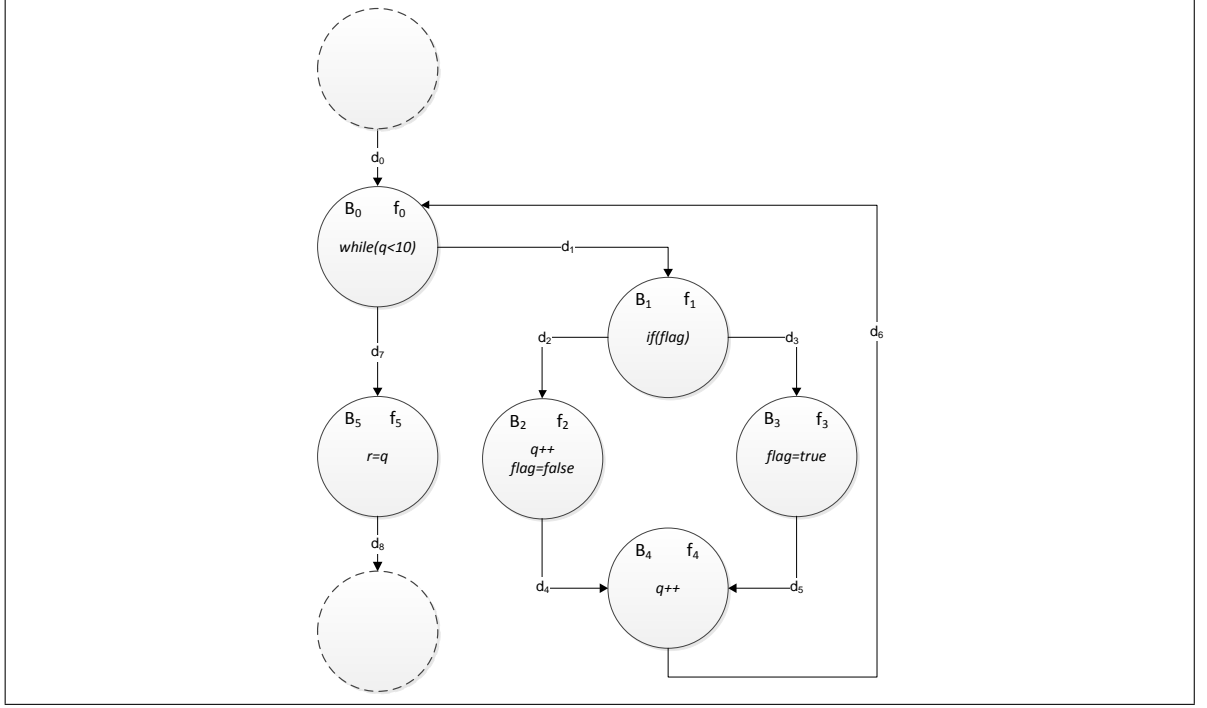 d₀
B₀ f₀
while(q<10)
d₁
B₁ f₁
if(flag)
d₂
d₃
d₆
d₇
B₅ f₅
r=q
B₂ f₂
q++
flag=false
B₃ f₃
flag=true
d₈
B₄ f₄
q++
d₄
d₅